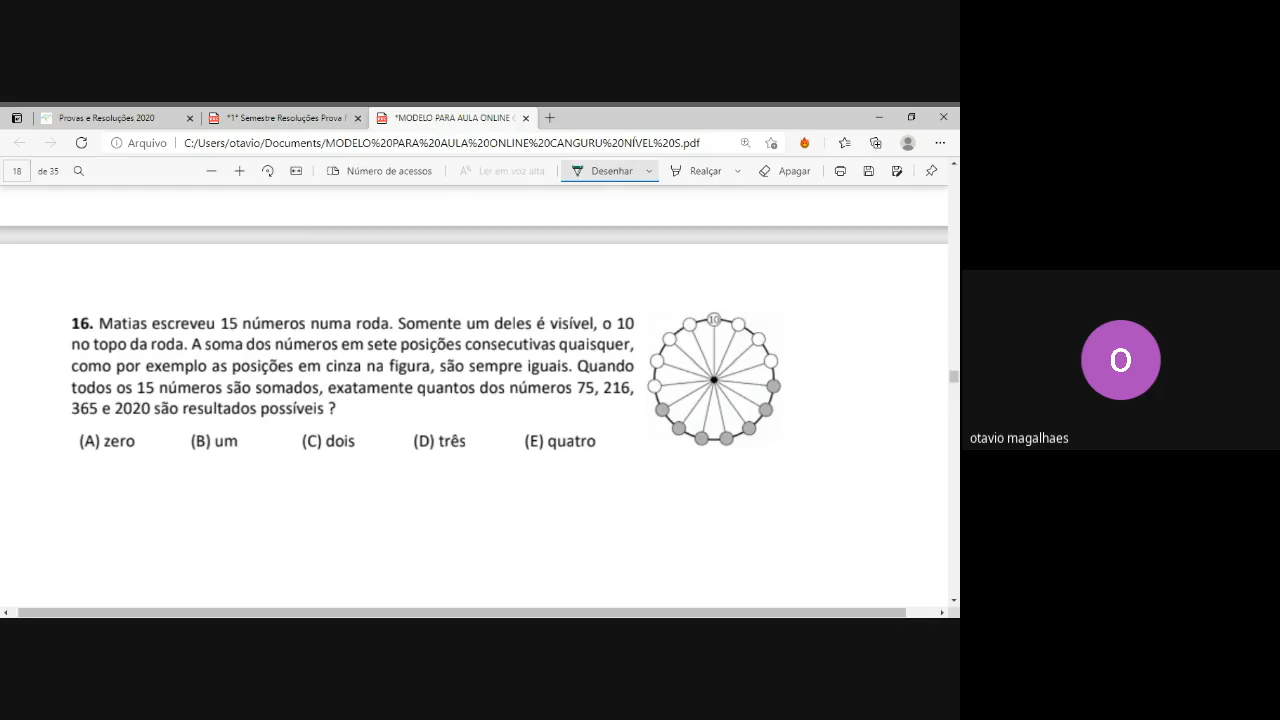 Provas e Resoluções 2020
*1° Semestre Resoluções Prova
*MODELO PARA AULA ONLINE
Arquivo C:/Users/otavio/Documents/MODELO%20PARA%20AULA%20ONLINE%20CANGURU%20NÍVEL%20S.pdf
18 de 35 Número de acessos Ler em voz alta Desenhar Realçar Apagar
16. Matias escreveu 15 números numa roda. Somente um deles é visível, o 10
no topo da roda. A soma dos números em sete posições consecutivas quaisquer,
como por exemplo as posições em cinza na figura, são sempre iguais. Quando
todos os 15 números são somados, exatamente quantos dos números 75, 216,
365 e 2020 são resultados possíveis ?
(A) zero (B) um (C) dois (D) três (E) quatro
10
O
otavio magalhaes